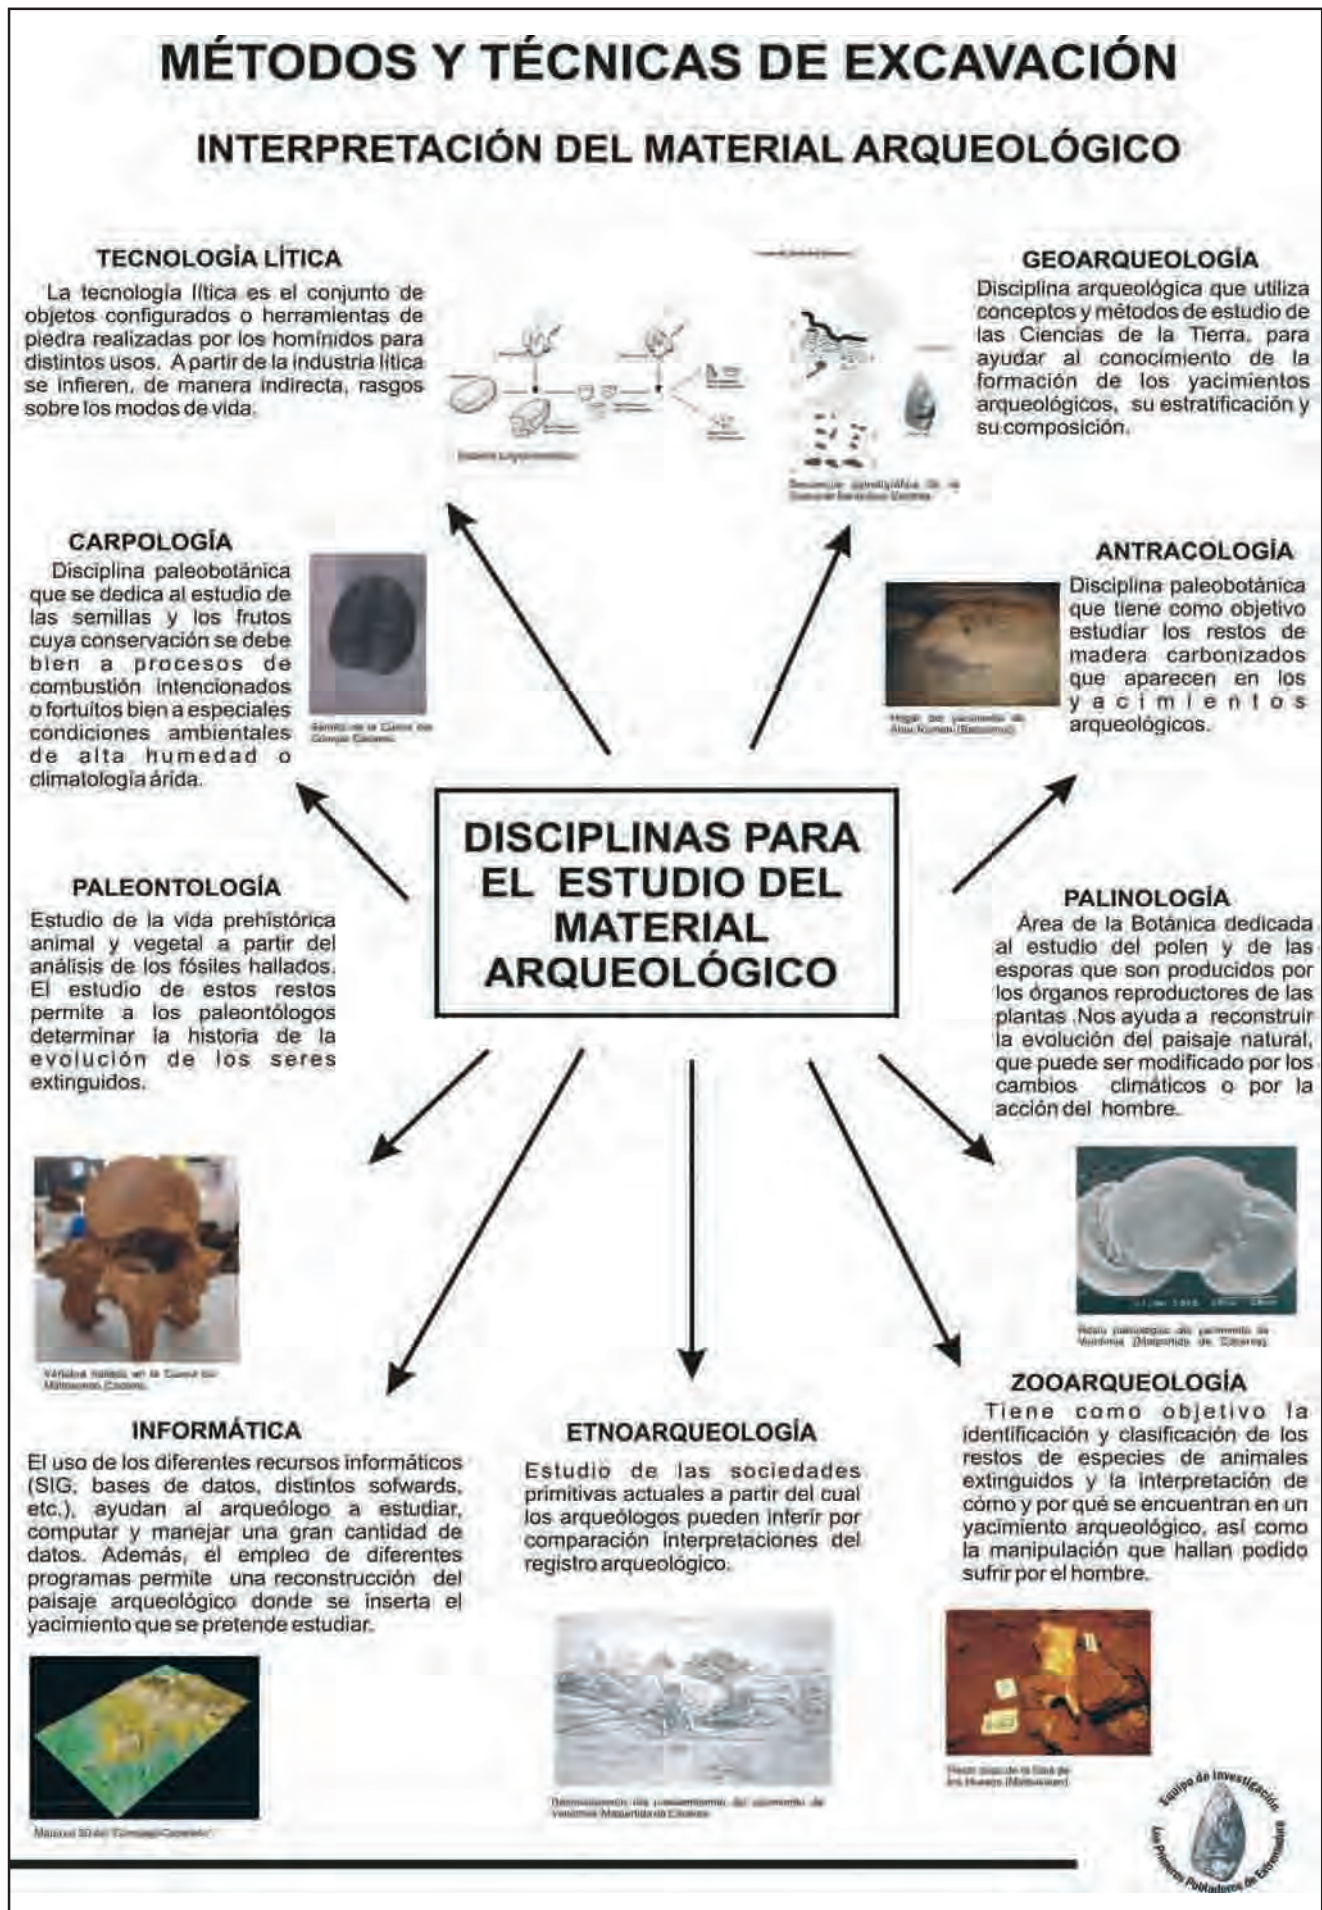 MÉTODOS Y TÉCNICAS DE EXCAVACIÓN
INTERPRETACIÓN DEL MATERIAL ARQUEOLÓGICO
TECNOLOGÍA LÍTICA
La tecnología lítica es el conjunto de
objetos configurados o herramientas de
piedra realizadas por los homínidos para
distintos usos. A partir de la industria lítica
se infieren, de manera indirecta, rasgos
sobre los modos de vida.
GEOARQUEOLOGÍA
Disciplina arqueológica que utiliza
conceptos y métodos de estudio de
las Ciencias de la Tierra, para
ayudar al conocimiento de la
formación de los yacimientos
arqueológicos, su estratificación y
su composición.
CARPOLOGÍA
Disciplina paleobotánica
que se dedica al estudio de
las semillas y los frutos
cuya conservación se debe
bien a procesos de
combustión intencionados
o fortuitos bien a especiales
condiciones ambientales
de alta humedad o
climatología árida.
ANTRACOLOGÍA
Disciplina paleobotánica
que tiene como objetivo
estudiar los restos de
madera carbonizados
que aparecen en los
yacimientos
arqueológicos.
DISCIPLINAS PARA
EL ESTUDIO DEL
MATERIAL
ARQUEOLÓGICO
PALEONTOLOGÍA
Estudio de la vida prehistórica
animal y vegetal a partir del
análisis de los fósiles hallados.
El estudio de estos restos
permite a los paleontólogos
determinar la historia de la
evolución de los seres
extinguidos.
PALINOLOGÍA
Área de la Botánica dedicada
al estudio del polen y de las
esporas que son producidos por
los órganos reproductores de las
plantas .Nos ayuda a reconstruir
la evolución del paisaje natural,
que puede ser modificado por los
cambios climáticos o por la
acción del hombre.
Vértebra hallada en la Cueva de
(Malpartida de Cáceres).
INFORMÁTICA
El uso de los diferentes recursos informáticos
(SIG, bases de datos, distintos sofwards,
etc.), ayudan al arqueólogo a estudiar,
computar y manejar una gran cantidad de
datos. Además, el empleo de diferentes
programas permite una reconstrucción del
paisaje arqueológico donde se inserta el
yacimiento que se pretende estudiar.
ETNOARQUEOLOGÍA
Estudio de las sociedades
primitivas actuales a partir del cual
los arqueólogos pueden inferir por
comparación interpretaciones del
registro arqueológico.
ZOOARQUEOLOGÍA
Tiene como objetivo la
identificación y clasificación de los
restos de especies de animales
extinguidos y la interpretación de
cómo y por qué se encuentran en un
yacimiento arqueológico, así como
la manipulación que hallan podido
sufrir por el hombre.
Equipo de Investigación
Los Primeros Pobladores de Extremadura